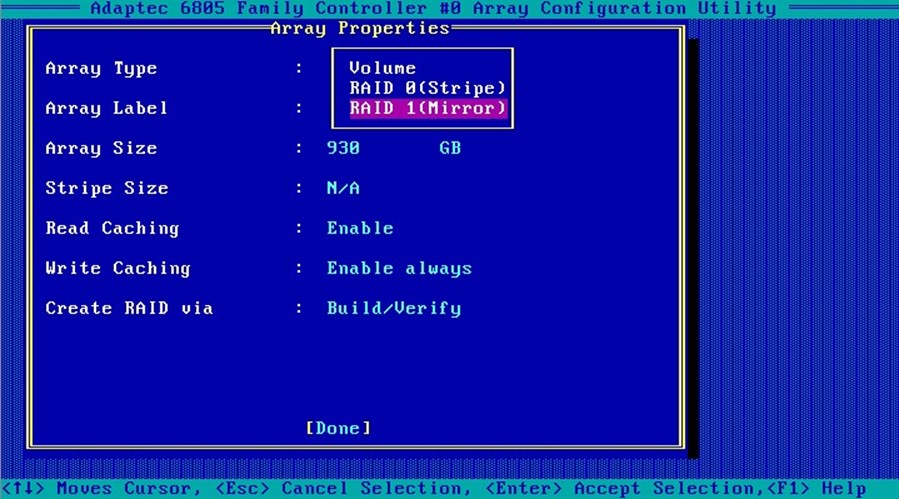 Adaptec 6805 Family Controller #0 Array Configuration Utility
Array Properties
Array Type : Volume
RAID 0(Stripe)
Array Label : RAID 1(Mirror)
Array Size : 930 GB
Stripe Size : N/A
Read Caching : Enable
Write Caching : Enable always
Create RAID via : Build/Verify
[Done]
<↑↓> Moves Cursor, <Esc> Cancel Selection, <Enter> Accept Selection,<F1> Help